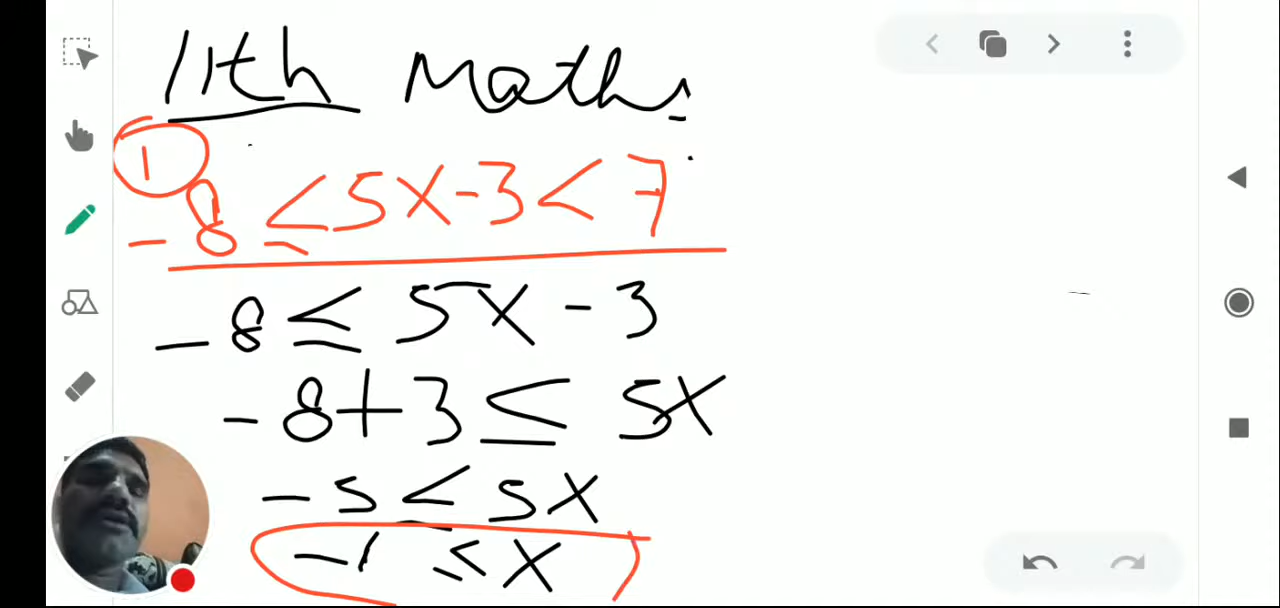 11th Maths
1
-8 ≤ 5x-3 < 7
-8 ≤ 5x - 3
-8+3 ≤ 5x
-5 ≤ 5x
-1 ≤ x